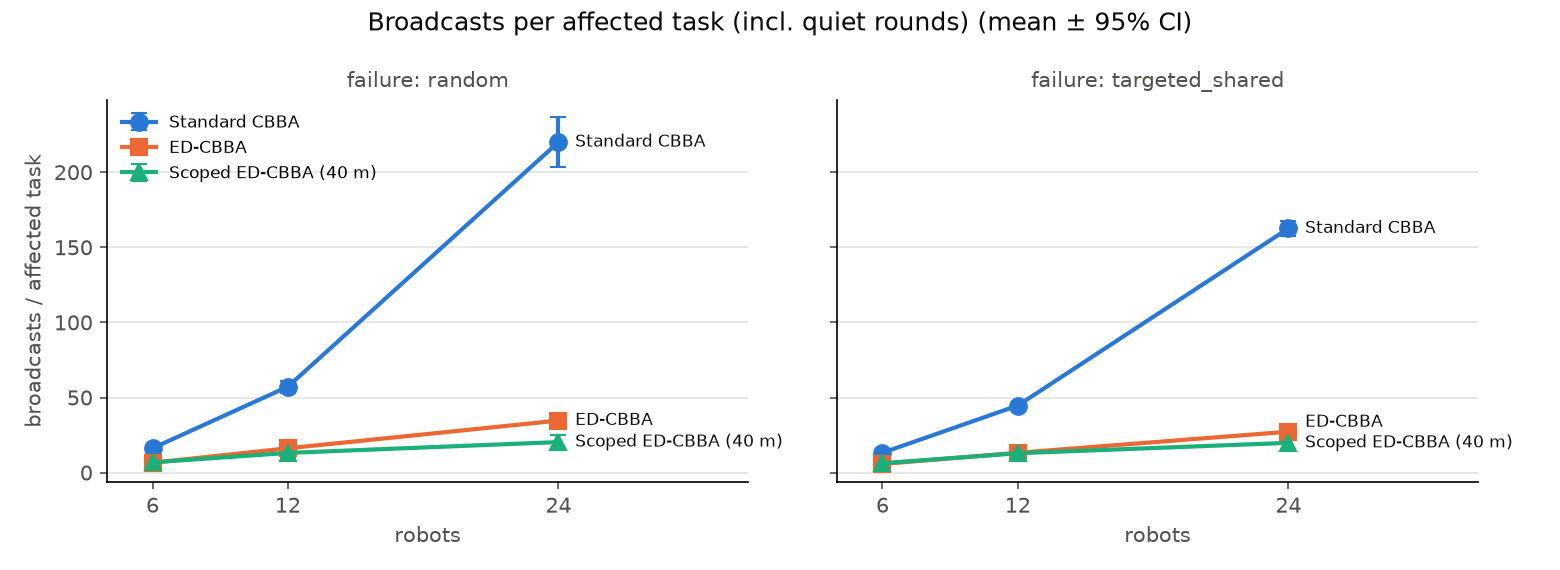 Broadcasts per affected task (incl. quiet rounds) (mean ± 95% CI)
failure: random
Standard CBBA
ED-CBBA
Scoped ED-CBBA (40 m)
Standard CBBA
ED-CBBA
Scoped ED-CBBA (40 m)
broadcasts / affected task
200
150
100
50
0
6
12
24
robots
failure: targeted_shared
Standard CBBA
ED-CBBA
Scoped ED-CBBA (40 m)
6
12
24
robots